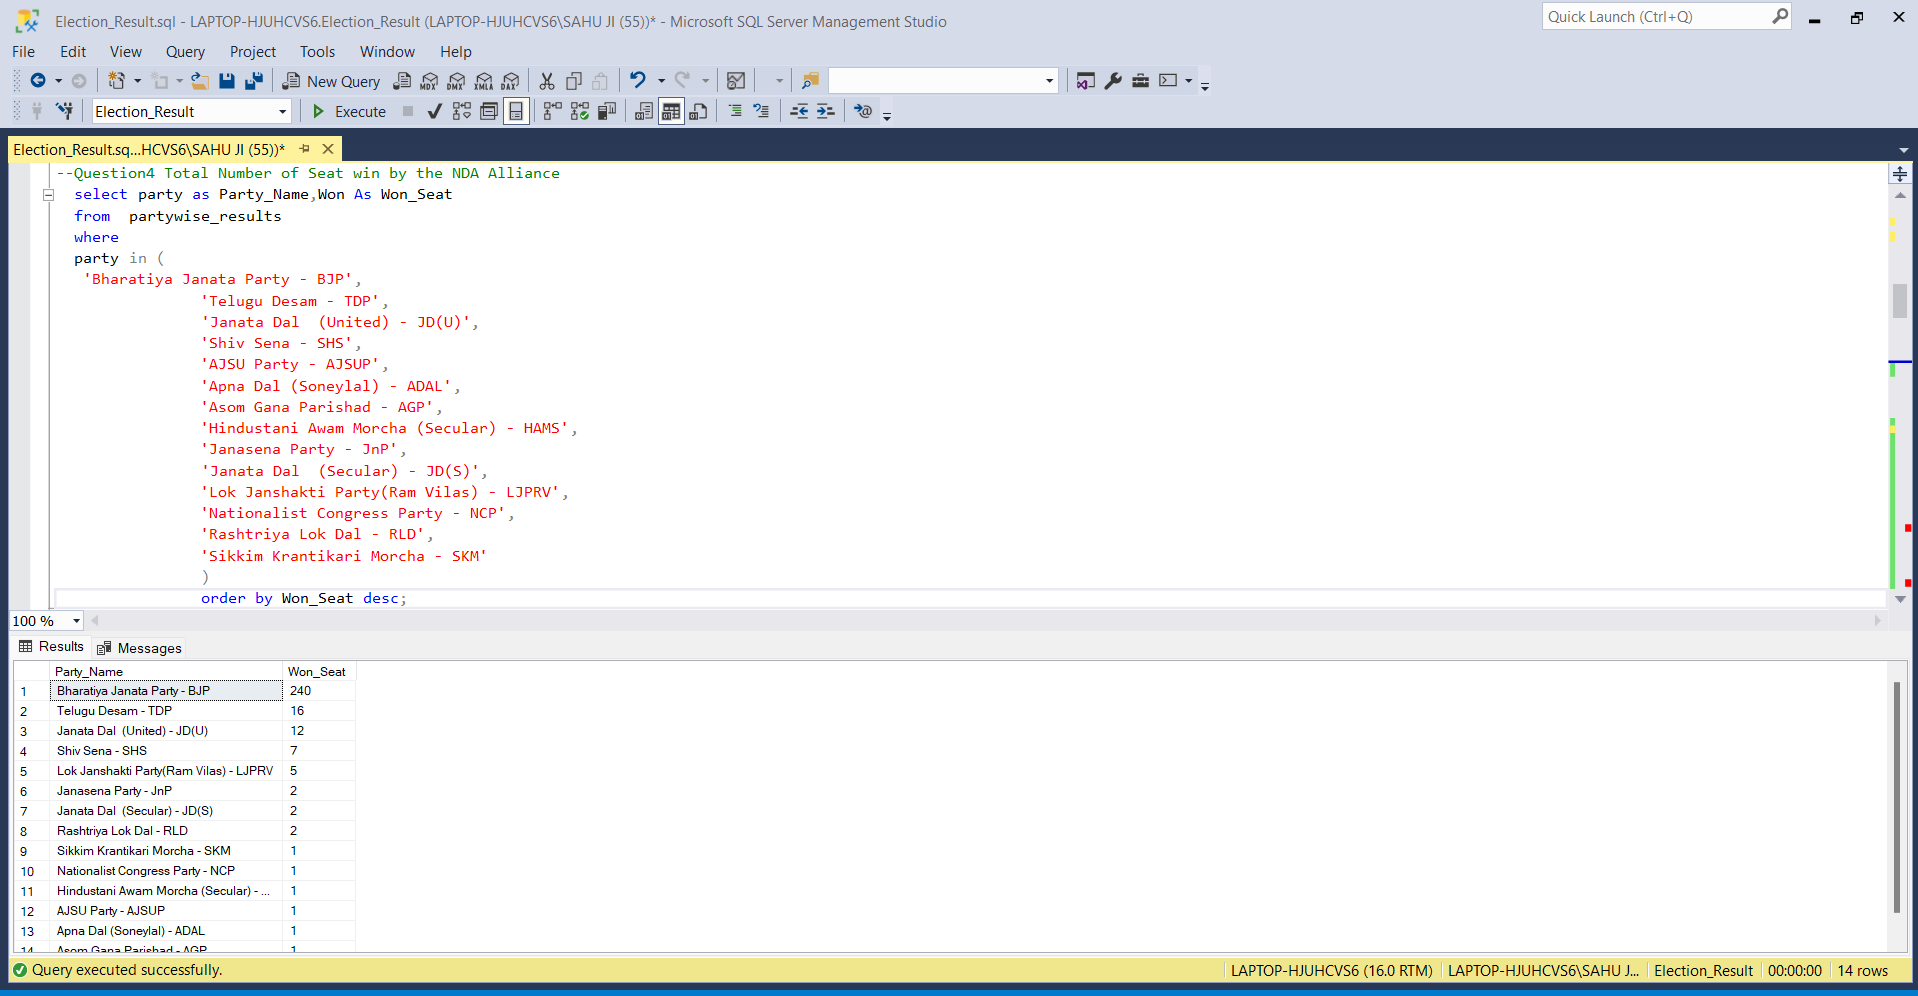 Election_Result.sql - LAPTOP-HJUHCVS6.Election_Result (LAPTOP-HJUHCVS6\SAHU JI (55))* - Microsoft SQL Server Management Studio
Quick Launch (Ctrl+Q)
File Edit View Query Project Tools Window Help
New Query MDX DMX XMLA DAX
Election_Result Execute
Election_Result.sq...HCVS6\SAHU JI (55))*
--Question4 Total Number of Seat win by the NDA Alliance
select party as Party_Name,Won As Won_Seat
from  partywise_results
where
party in (
'Bharatiya Janata Party - BJP',
'Telugu Desam - TDP',
'Janata Dal  (United) - JD(U)',
'Shiv Sena - SHS',
'AJSU Party - AJSUP',
'Apna Dal (Soneylal) - ADAL',
'Asom Gana Parishad - AGP',
'Hindustani Awam Morcha (Secular) - HAMS',
'Janasena Party - JnP',
'Janata Dal  (Secular) - JD(S)',
'Lok Janshakti Party(Ram Vilas) - LJPRV',
'Nationalist Congress Party - NCP',
'Rashtriya Lok Dal - RLD',
'Sikkim Krantikari Morcha - SKM'
)
order by Won_Seat desc;
100 %
Results Messages
Party_Name Won_Seat
1 Bharatiya Janata Party - BJP 240
2 Telugu Desam - TDP 16
3 Janata Dal  (United) - JD(U) 12
4 Shiv Sena - SHS 7
5 Lok Janshakti Party(Ram Vilas) - LJPRV 5
6 Janasena Party - JnP 2
7 Janata Dal  (Secular) - JD(S) 2
8 Rashtriya Lok Dal - RLD 2
9 Sikkim Krantikari Morcha - SKM 1
10 Nationalist Congress Party - NCP 1
11 Hindustani Awam Morcha (Secular) - ... 1
12 AJSU Party - AJSUP 1
13 Apna Dal (Soneylal) - ADAL 1
14 Asom Gana Parishad - AGP 1
Query executed successfully. LAPTOP-HJUHCVS6 (16.0 RTM) LAPTOP-HJUHCVS6\SAHU J... Election_Result 00:00:00 14 rows